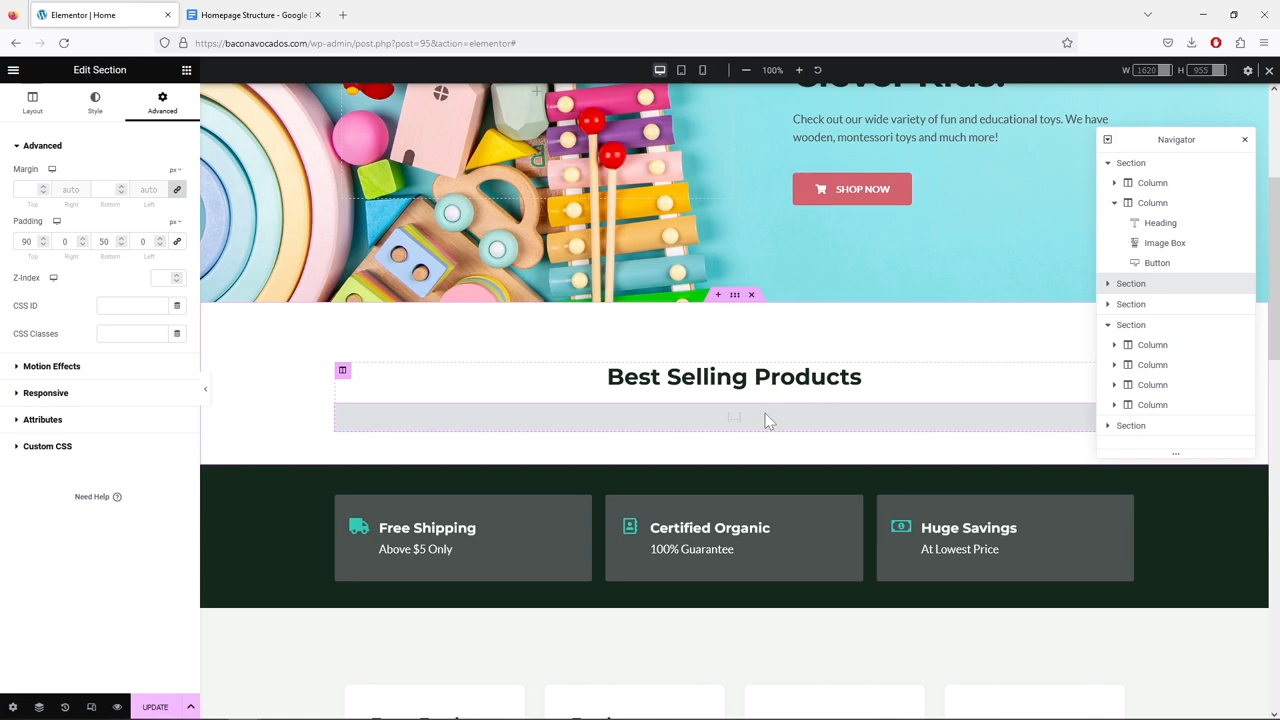 Elementor | Home
Homepage Structure - Google
https://baconavocados.com/wp-admin/post.php?post=95&action=elementor#
Edit Section
100%
W 1620
H 955
Layout
Style
Advanced
Advanced
Margin
px
auto
auto
Top
Right
Bottom
Left
Padding
px
90
0
50
0
Top
Right
Bottom
Left
Z-Index
CSS ID
CSS Classes
Motion Effects
Responsive
Attributes
Custom CSS
Need Help
UPDATE
Check out our wide variety of fun and educational toys. We have
wooden, montessori toys and much more!
SHOP NOW
Best Selling Products
[...]
Free Shipping
Above $5 Only
Certified Organic
100% Guarantee
Huge Savings
At Lowest Price
Navigator
Section
Column
Column
Heading
Image Box
Button
Section
Section
Section
Column
Column
Column
Column
Section